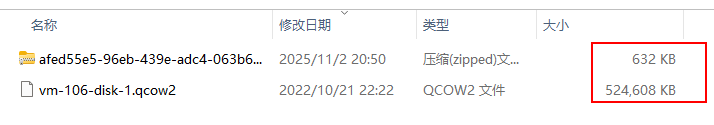 名称 修改日期 类型 大小
afed55e5-96eb-439e-adc4-063b6... 2025/11/2 20:50 压缩(zipped)文... 632 KB
vm-106-disk-1.qcow2 2022/10/21 22:22 QCOW2 文件 524,608 KB